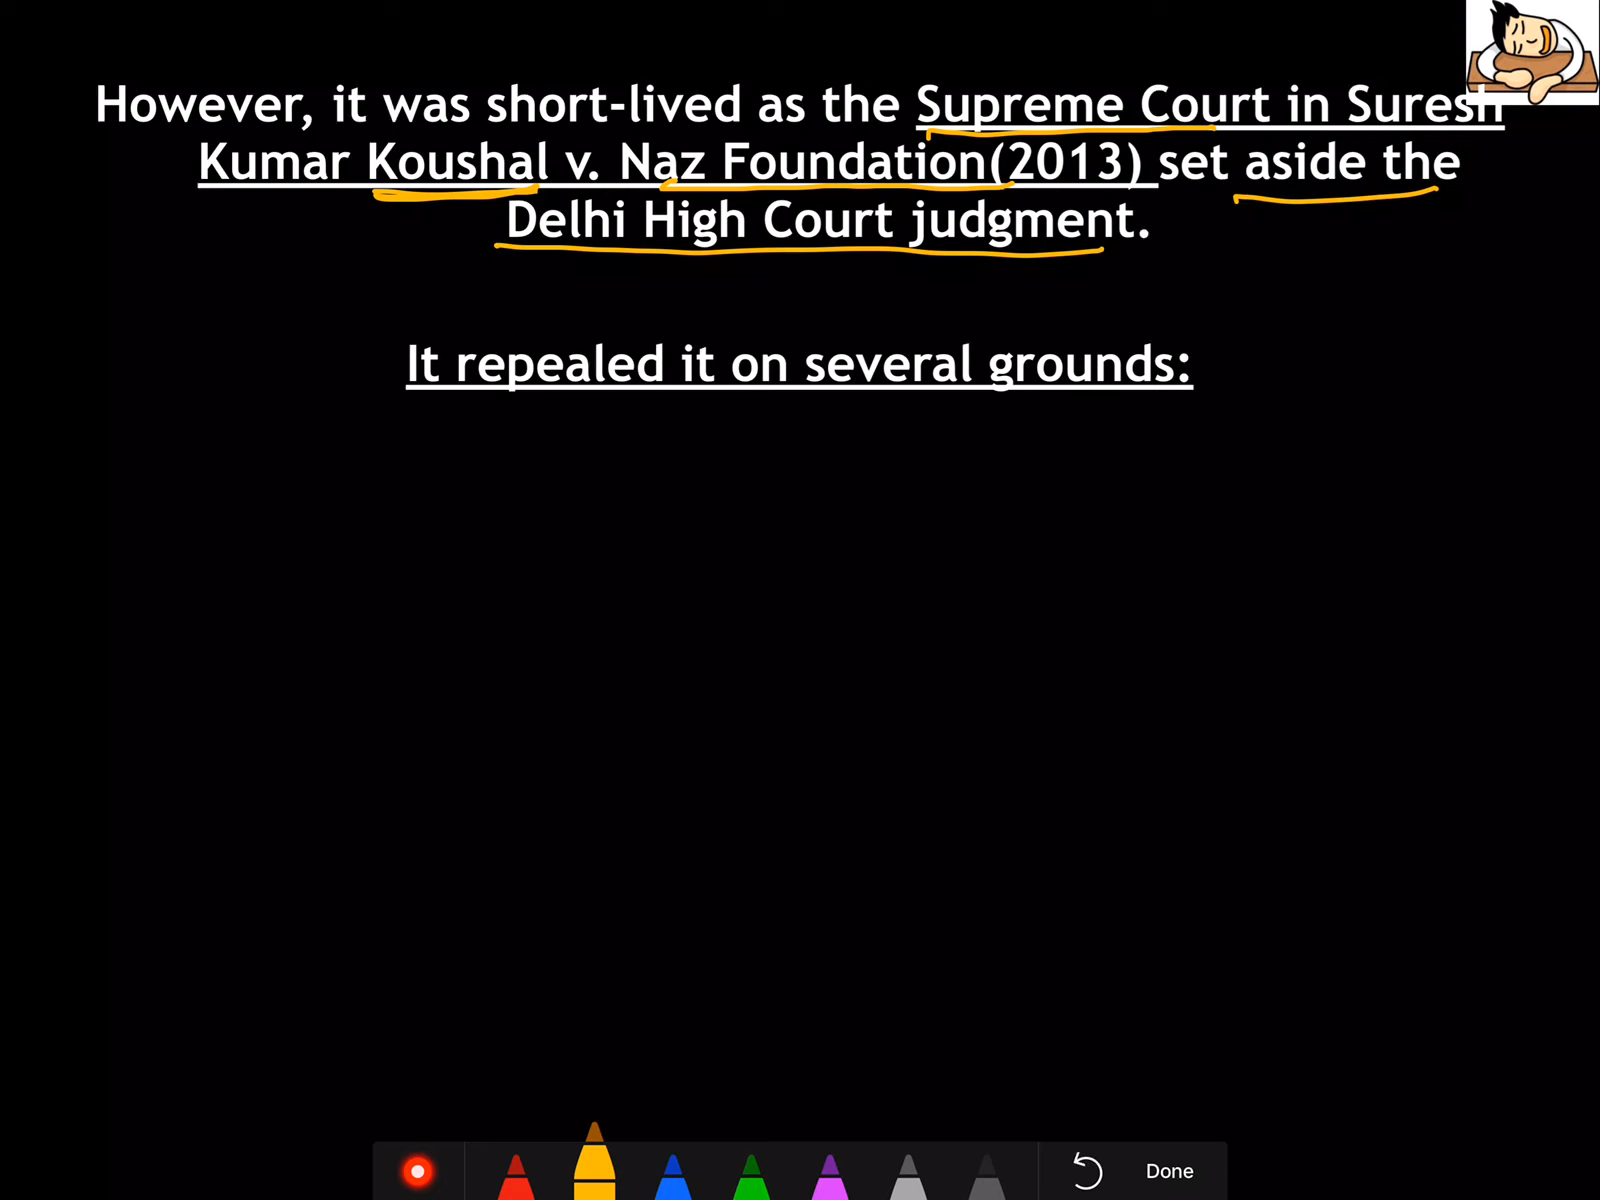 However, it was short-lived as the Supreme Court in Suresh
Kumar Koushal v. Naz Foundation(2013) set aside the
Delhi High Court judgment.
It repealed it on several grounds:
Done